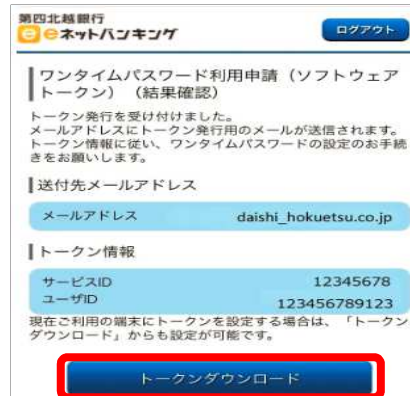 第四北越銀行
eネットバンキング
ログアウト
ワンタイムパスワード利用申請（ソフトウェア
トークン）（結果確認）
トークン発行を受け付けました。
メールアドレスにトークン発行用のメールが送信されます。
トークン情報に従い、ワンタイムパスワードの設定のお手続
きをお願いします。
送付先メールアドレス
メールアドレス daishi_hokuetsu.co.jp
トークン情報
サービスID 12345678
ユーザID 123456789123
現在ご利用の端末にトークンを設定する場合は、「トークン
ダウンロード」からも設定が可能です。
トークンダウンロード